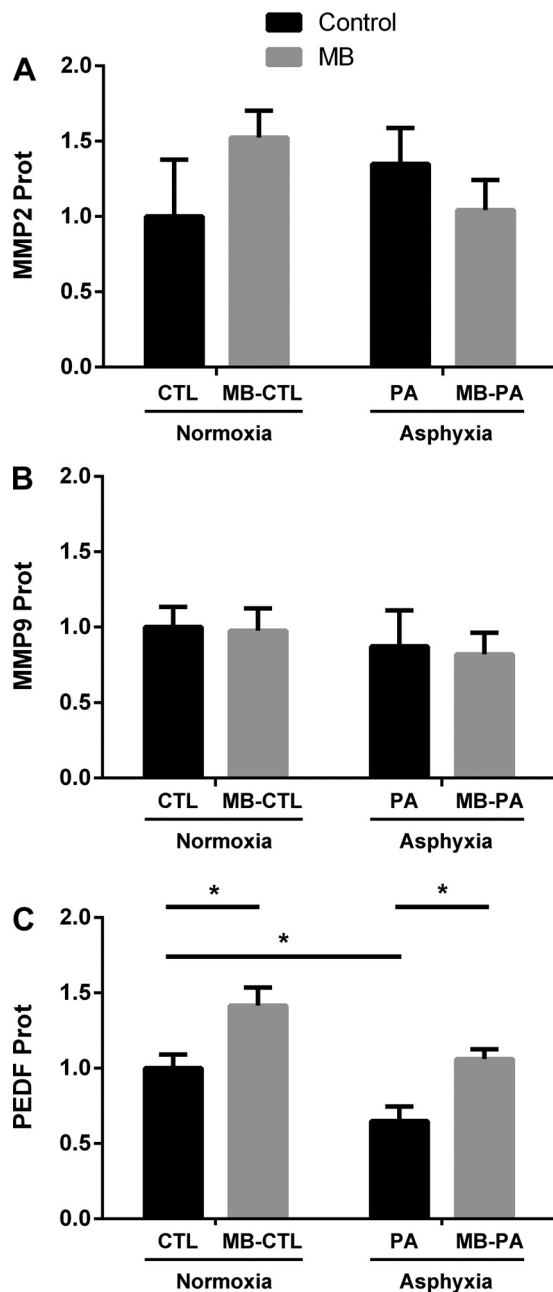 Control
MB
A
MMP2 Prot
2.0
1.5
1.0
0.5
0.0
CTL MB-CTL PA MB-PA
Normoxia Asphyxia
B
MMP9 Prot
2.0
1.5
1.0
0.5
0.0
CTL MB-CTL PA MB-PA
Normoxia Asphyxia
C
PEDF Prot
2.0
1.5
1.0
0.5
0.0
* *
*
CTL MB-CTL PA MB-PA
Normoxia Asphyxia